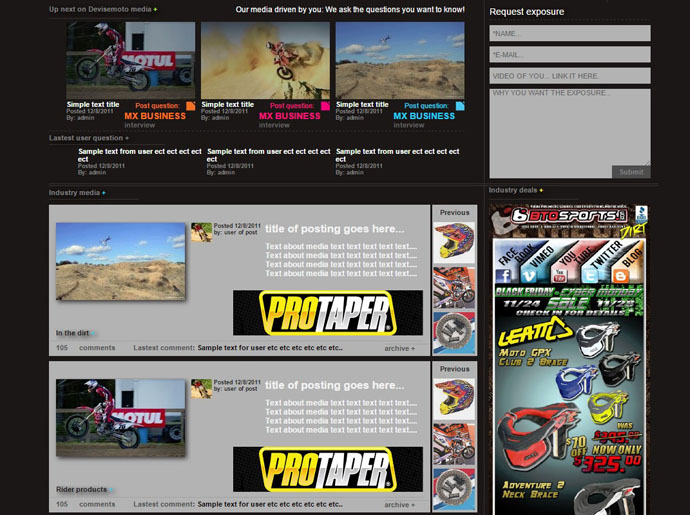 Up next on Devisemoto media +
Our media driven by you: We ask the questions you want to know!
Simple text title
Posted 12/8/2011
By: admin
Post question:
MX BUSINESS
interview
Simple text title
Posted 12/8/2011
By: admin
Post question:
MX BUSINESS
interview
Simple text title
Posted 12/8/2011
By: admin
Post question:
MX BUSINESS
interview
Lastest user question +
Sample text from user ect ect ect ect ect
ect
Posted 12/8/2011
By: admin
Sample text from user ect ect ect
Posted 12/8/2011
By: admin
Sample text from user ect ect ect
Posted 12/8/2011
By: admin
Request exposure
*NAME...
*E-MAIL...
VIDEO OF YOU... LINK IT HERE.
WHY YOU WANT THE EXPOSURE...
Submit
Industry media +
MOTUL
Posted 12/8/2011
by: user of post
title of posting goes here...
Text about media text text text text text....
Text about media text text text text text....
Text about media text text text text text....
Text about media text text text text text....
PROTAPER
In the dirt
105 comments
Lastest comment: Sample text for user etc etc etc etc etc..
archive +
Previous
MOTUL
Posted 12/8/2011
by: user of post
title of posting goes here...
Text about media text text text text text....
Text about media text text text text text....
Text about media text text text text text....
Text about media text text text text text....
PROTAPER
Rider products
105 comments
Lastest comment: Sample text for user etc etc etc etc etc..
archive +
Previous
Industry deals +
BTOSPORTS
FACEBOOK
VIMEO
YOUTUBE
TWITTER
BLOG
BLACK FRIDAY - CYBER MONDAY
11/24 SALE 11/28
CHECK IN FOR DETAILS
LEATT
MOTO GPX
CLUB 2 BRACE
WAS
$395.00
$70 OFF
NOW ONLY
$325.00
ADVENTURE 2
NECK BRACE